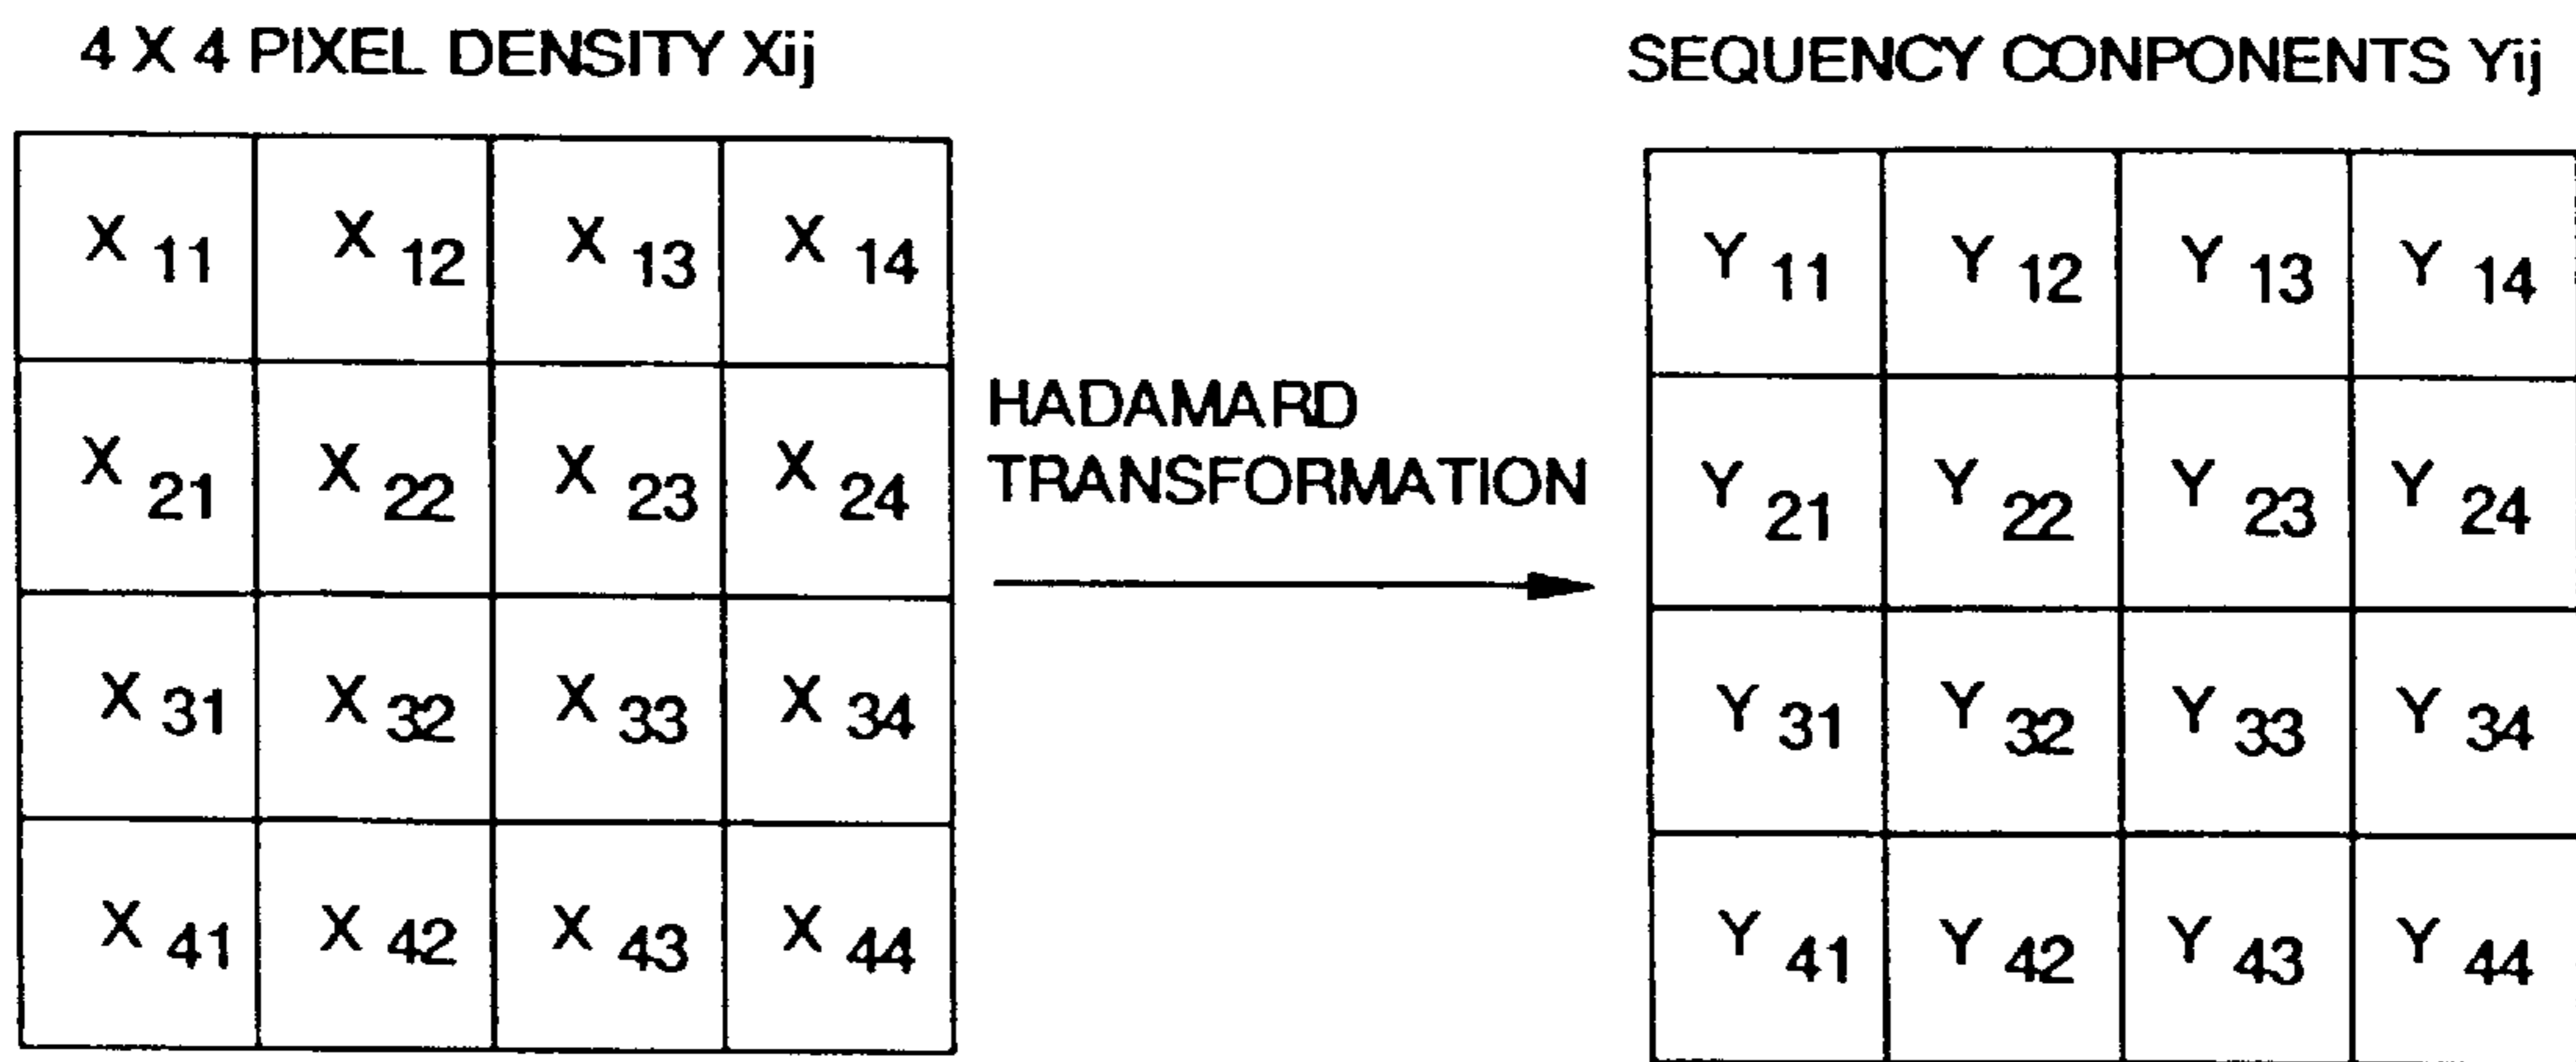 4 X 4 PIXEL DENSITY Xij
SEQUENCY CONPONENTS Yij
X 11 X 12 X 13 X 14
X 21 X 22 X 23 X 24
X 31 X 32 X 33 X 34
X 41 X 42 X 43 X 44
HADAMARD
TRANSFORMATION
Y 11 Y 12 Y 13 Y 14
Y 21 Y 22 Y 23 Y 24
Y 31 Y 32 Y 33 Y 34
Y 41 Y 42 Y 43 Y 44